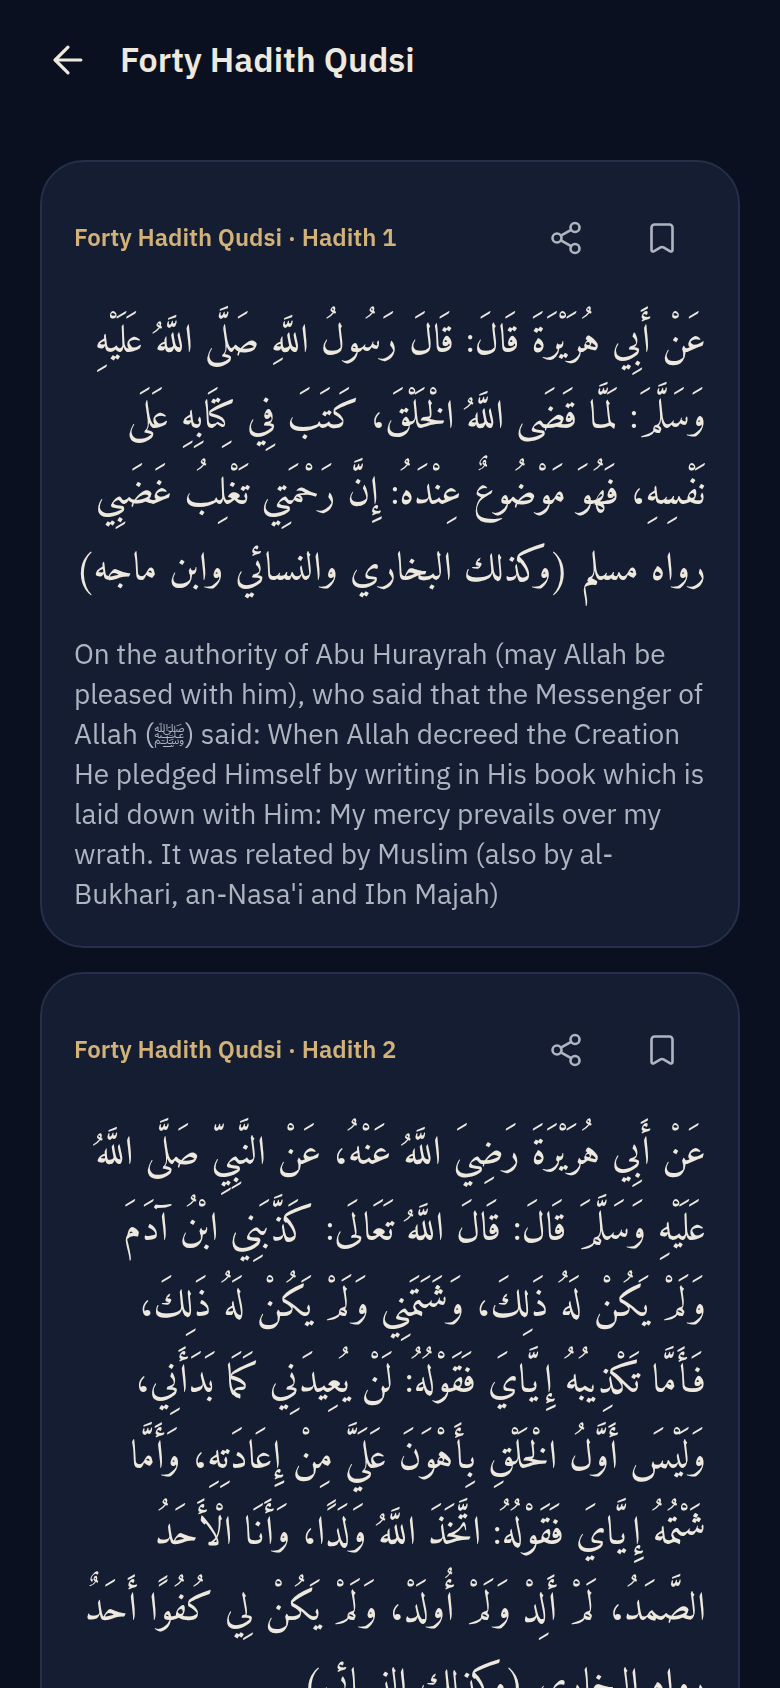 Forty Hadith Qudsi
Forty Hadith Qudsi · Hadith 1
عَنْ أَبِي هُرَيْرَةَ قَالَ: قَالَ رَسُولُ اللَّهِ صَلَّى اللَّهُ عَلَيْهِ
وَسَلَّمَ: لَمَّا قَضَى اللَّهُ الْخَلْقَ، كَتَبَ فِي كِتَابِهِ عَلَى
نَفْسِهِ، فَهُوَ مَوْضُوعٌ عِنْدَهُ: إِنَّ رَحْمَتِي تَغْلِبُ غَضَبِي
رواه مسلم (وكذلك البخاري والنسائي وابن ماجه)
On the authority of Abu Hurayrah (may Allah be
pleased with him), who said that the Messenger of
Allah (ﷺ) said: When Allah decreed the Creation
He pledged Himself by writing in His book which is
laid down with Him: My mercy prevails over my
wrath. It was related by Muslim (also by al-
Bukhari, an-Nasa'i and Ibn Majah)
Forty Hadith Qudsi · Hadith 2
عَنْ أَبِي هُرَيْرَةَ رَضِيَ اللَّهُ عَنْهُ، عَنْ النَّبِيِّ صَلَّى اللَّهُ
عَلَيْهِ وَسَلَّمَ قَالَ: قَالَ اللَّهُ تَعَالَى: كَذَّبَنِي ابْنُ آدَمَ
وَلَمْ يَكُنْ لَهُ ذَلِكَ، وَشَتَمَنِي وَلَمْ يَكُنْ لَهُ ذَلِكَ،
فَأَمَّا تَكْذِيبُهُ إِيَّايَ فَقَوْلُهُ: لَنْ يُعِيدَنِي كَمَا بَدَأَنِي،
وَلَيْسَ أَوَّلُ الْخَلْقِ بِأَهْوَنَ عَلَيَّ مِنْ إِعَادَتِهِ، وَأَمَّا
شَتْمُهُ إِيَّايَ فَقَوْلُهُ: اتَّخَذَ اللَّهُ وَلَدًا، وَأَنَا الْأَحَدُ
الصَّمَدُ، لَمْ أَلِدْ وَلَمْ أُولَدْ، وَلَمْ يَكُنْ لِي كُفُوًا أَحَدٌ
رواه البخاري (وكذلك النسائي)